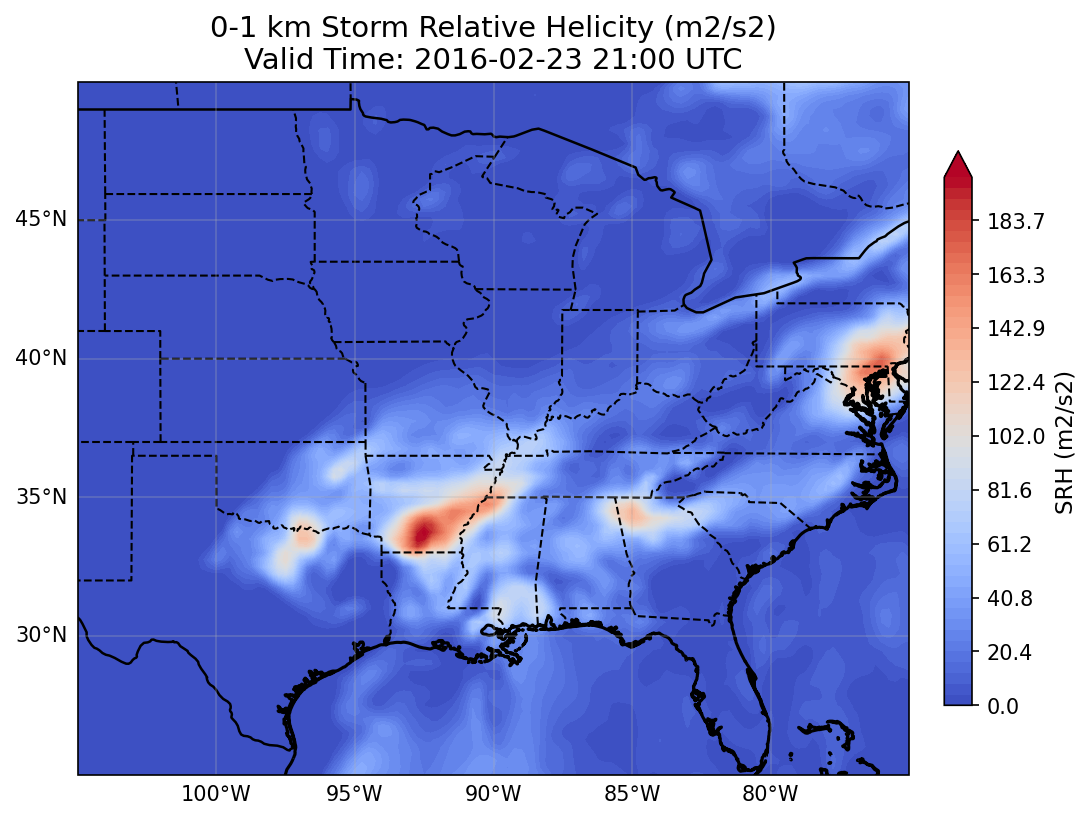 0-1 km Storm Relative Helicity (m2/s2)
Valid Time: 2016-02-23 21:00 UTC
45°N
40°N
35°N
30°N
100°W
95°W
90°W
85°W
80°W
183.7
163.3
142.9
122.4
102.0
81.6
61.2
40.8
20.4
0.0
SRH (m2/s2)